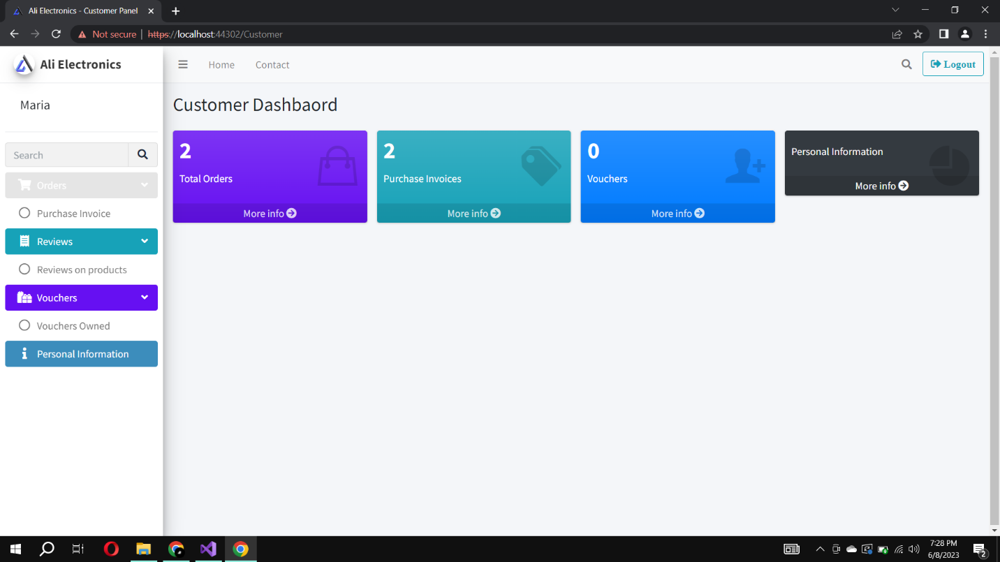 Ali Electronics - Customer Panel
Not secure | https://localhost:44302/Customer
Ali Electronics
Home
Contact
Logout
Maria
Search
Orders
Purchase Invoice
Reviews
Reviews on products
Vouchers
Vouchers Owned
Personal Information
Customer Dashbaord
2
Total Orders
More info
2
Purchase Invoices
More info
0
Vouchers
More info
Personal Information
More info
7:28 PM
6/8/2023
2